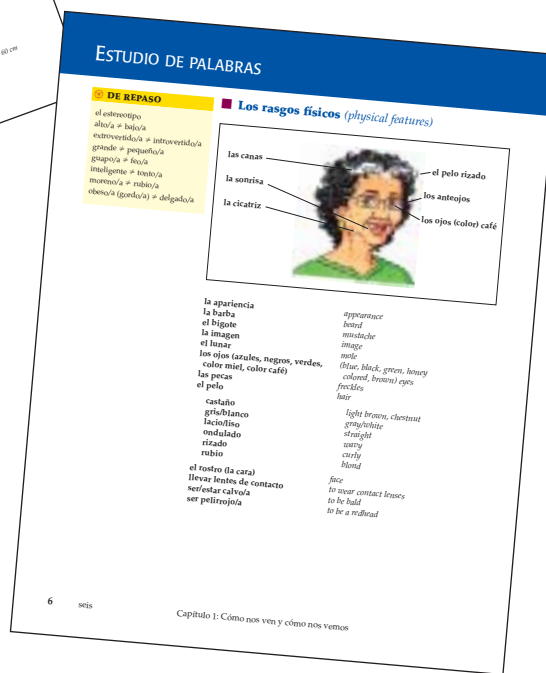 60 cm
ESTUDIO DE PALABRAS
DE REPASO
el estereotipo
alto/a ≠ bajo/a
extrovertido/a ≠ introvertido/a
grande ≠ pequeño/a
guapo/a ≠ feo/a
inteligente ≠ tonto/a
moreno/a ≠ rubio/a
obeso/a (gordo/a) ≠ delgado/a
Los rasgos físicos (physical features)
las canas
la sonrisa
la cicatriz
el pelo rizado
los anteojos
los ojos (color) café
la apariencia appearance
la barba beard
el bigote mustache
la imagen image
el lunar mole
los ojos (azules, negros, verdes, (blue, black, green, honey
color miel, color café) colored, brown) eyes
las pecas freckles
el pelo hair
castaño light brown, chestnut
gris/blanco gray/white
lacio/liso straight
ondulado wavy
rizado curly
rubio blond
el rostro (la cara) face
llevar lentes de contacto to wear contact lenses
ser/estar calvo/a to be bald
ser pelirrojo/a to be a redhead
6 seis Capítulo 1: Cómo nos ven y cómo nos vemos